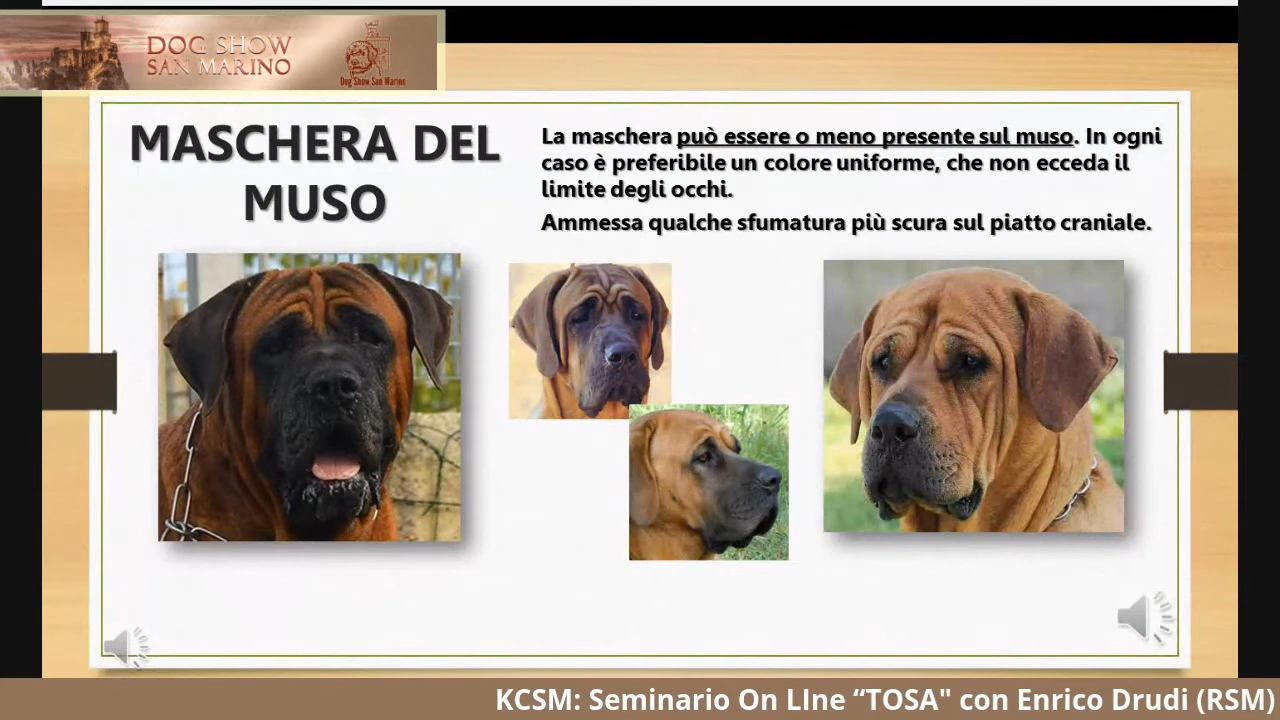 DOG SHOW
SAN MARINO
Dog Show San Marino
MASCHERA DEL
MUSO
La maschera può essere o meno presente sul muso. In ogni
caso è preferibile un colore uniforme, che non ecceda il
limite degli occhi.
Ammessa qualche sfumatura più scura sul piatto craniale.
KCSM: Seminario On LIne “TOSA" con Enrico Drudi (RSM)